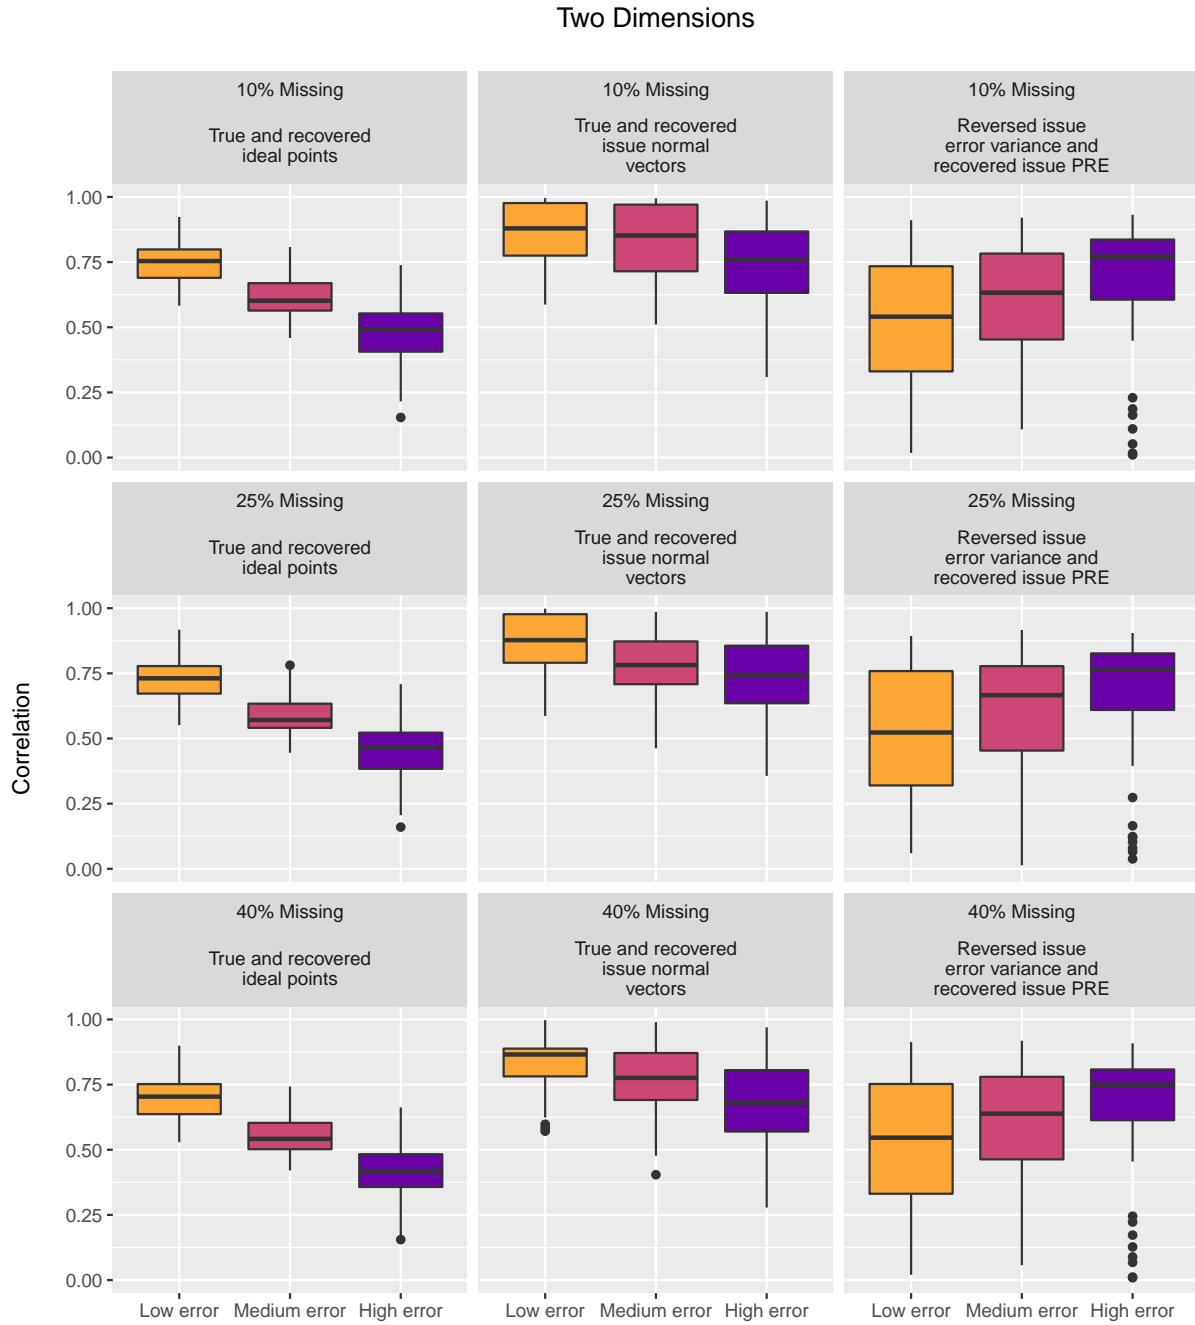 Two Dimensions
10% Missing
True and recovered
ideal points
10% Missing
True and recovered
issue normal
vectors
10% Missing
Reversed issue
error variance and
recovered issue PRE
1.00
0.75
0.50
0.25
0.00
25% Missing
True and recovered
ideal points
25% Missing
True and recovered
issue normal
vectors
25% Missing
Reversed issue
error variance and
recovered issue PRE
1.00
0.75
0.50
0.25
0.00
Correlation
40% Missing
True and recovered
ideal points
40% Missing
True and recovered
issue normal
vectors
40% Missing
Reversed issue
error variance and
recovered issue PRE
1.00
0.75
0.50
0.25
0.00
Low error Medium error High error
Low error Medium error High error
Low error Medium error High error